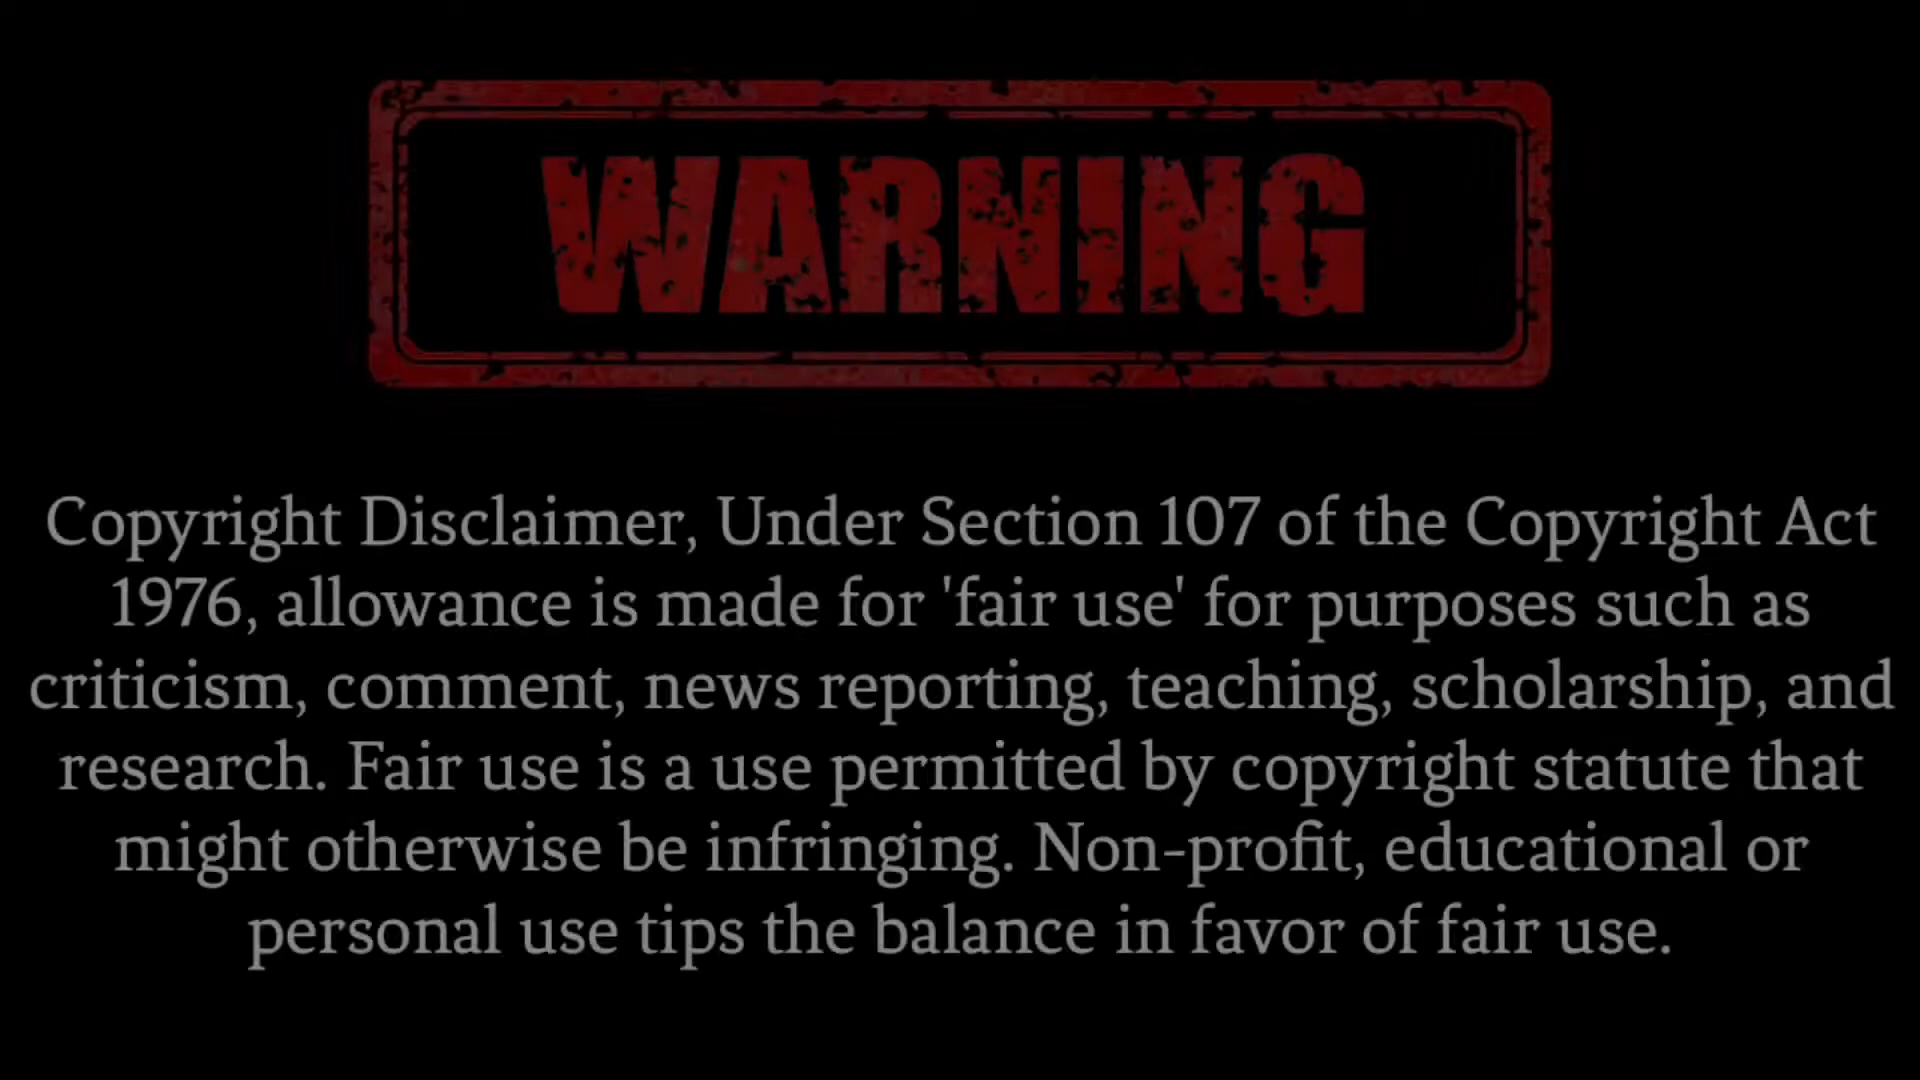 WARNING
Copyright Disclaimer, Under Section 107 of the Copyright Act
1976, allowance is made for 'fair use' for purposes such as
criticism, comment, news reporting, teaching, scholarship, and
research. Fair use is a use permitted by copyright statute that
might otherwise be infringing. Non-profit, educational or
personal use tips the balance in favor of fair use.